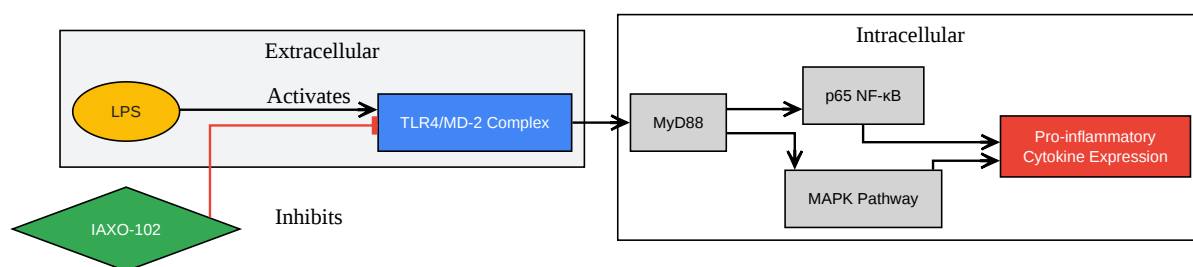 Extracellular
Intracellular
LPS
Activates
TLR4/MD-2 Complex
MyD88
p65 NF-κB
Pro-inflammatory
Cytokine Expression
MAPK Pathway
IAXO-102
Inhibits